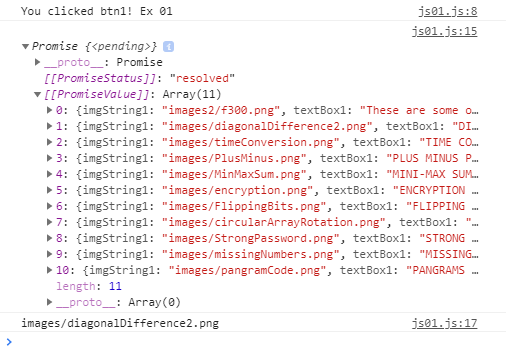 You clicked btn1! Ex 01 js01.js:8
js01.js:15
▼ Promise {<pending>} i
▶ __proto__: Promise
[[PromiseStatus]]: "resolved"
▼ [[PromiseValue]]: Array(11)
▶ 0: {imgString1: "images2/f300.png", textBox1: "These are some o…
▶ 1: {imgString1: "images/diagonalDifference2.png", textBox1: "DI…
▶ 2: {imgString1: "images/timeConversion.png", textBox1: "TIME CO…
▶ 3: {imgString1: "images/PlusMinus.png", textBox1: "PLUS MINUS P…
▶ 4: {imgString1: "images/MinMaxSum.png", textBox1: "MINI-MAX SUM…
▶ 5: {imgString1: "images/encryption.png", textBox1: "ENCRYPTION …
▶ 6: {imgString1: "images/FlippingBits.png", textBox1: "FLIPPING …
▶ 7: {imgString1: "images/circularArrayRotation.png", textBox1: "…
▶ 8: {imgString1: "images/StrongPassword.png", textBox1: "STRONG …
▶ 9: {imgString1: "images/missingNumbers.png", textBox1: "MISSING…
▶ 10: {imgString1: "images/pangramCode.png", textBox1: "PANGRAMS …
length: 11
▶ __proto__: Array(0)
images/diagonalDifference2.png js01.js:17
>